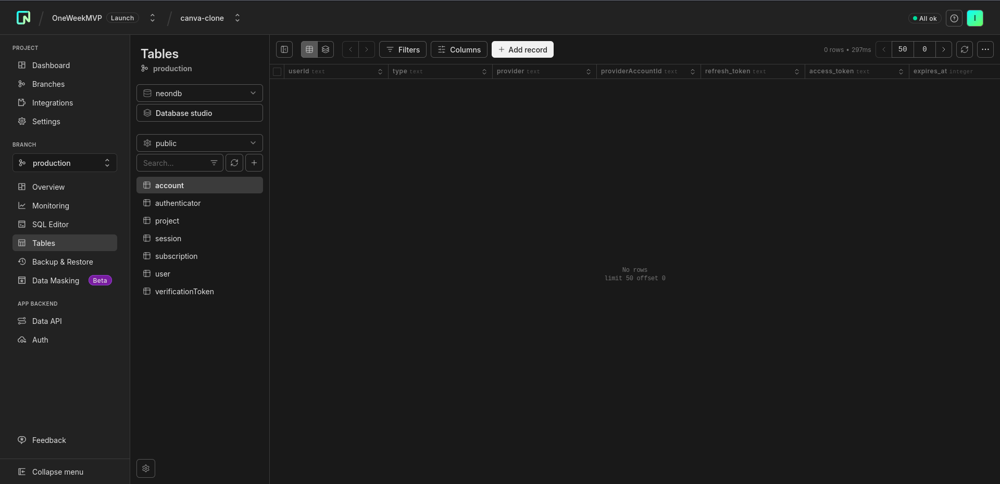 OneWeekMVP Launch canva-clone All ok I
PROJECT
Dashboard
Branches
Integrations
Settings
BRANCH
production
Overview
Monitoring
SQL Editor
Tables
Backup & Restore
Data Masking Beta
APP BACKEND
Data API
Auth
Feedback
Collapse menu
Tables
production
neondb
Database studio
public
Search...
account
authenticator
project
session
subscription
user
verificationToken
Filters Columns Add record 0 rows • 297ms 50 0
userId text type text provider text providerAccountId text refresh_token text access_token text expires_at integer
No rows
limit 50 offset 0